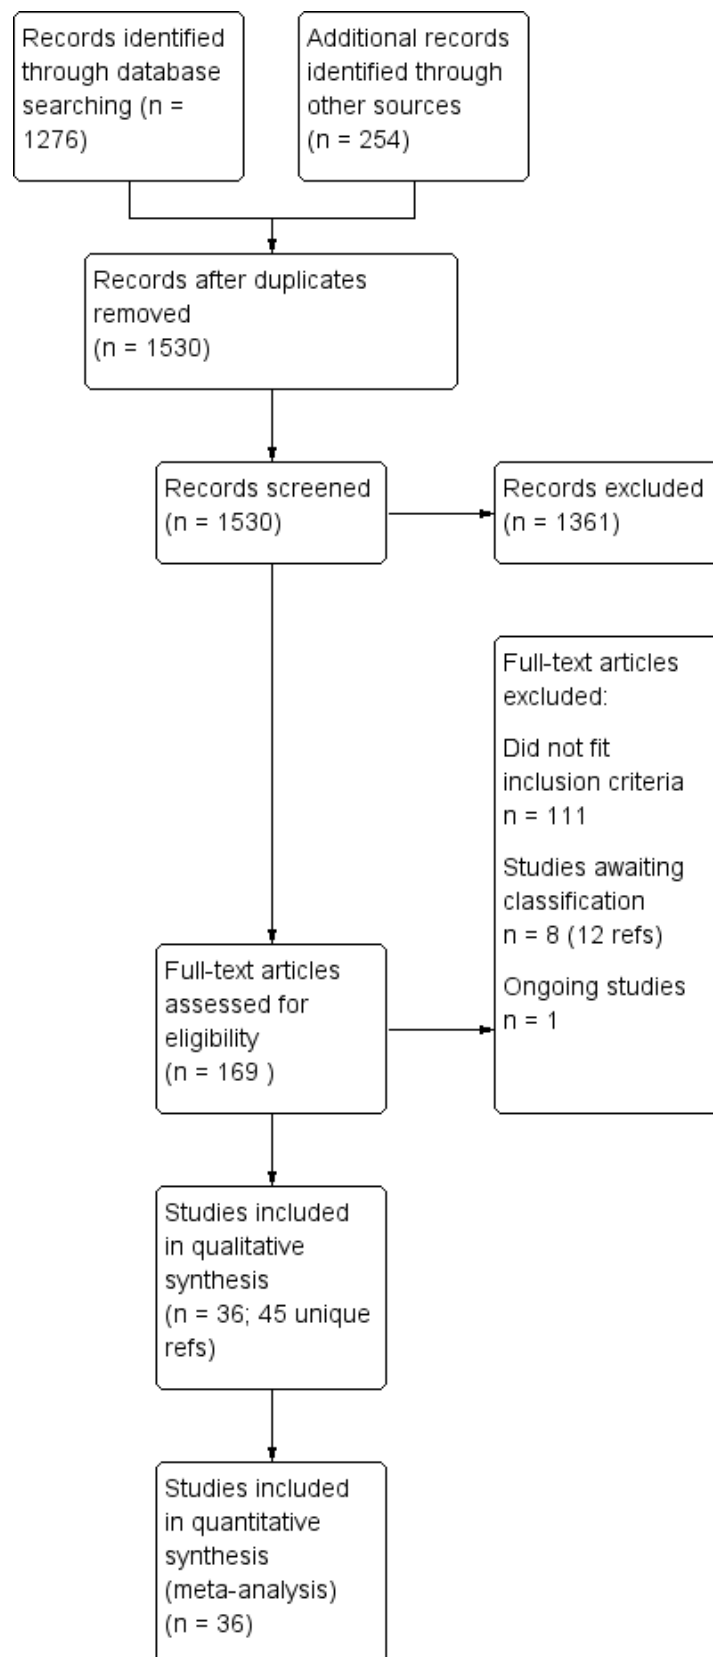 Records identified
through database
searching (n =
1276)
Additional records
identified through
other sources
(n = 254)
Records after duplicates
removed
(n = 1530)
Records screened
(n = 1530)
Records excluded
(n = 1361)
Full-text articles
excluded:
Did not fit
inclusion criteria
n = 111
Studies awaiting
classification
n = 8 (12 refs)
Ongoing studies
n = 1
Full-text articles
assessed for
eligibility
(n = 169 )
Studies included
in qualitative
synthesis
(n = 36; 45 unique
refs)
Studies included
in quantitative
synthesis
(meta-analysis)
(n = 36)